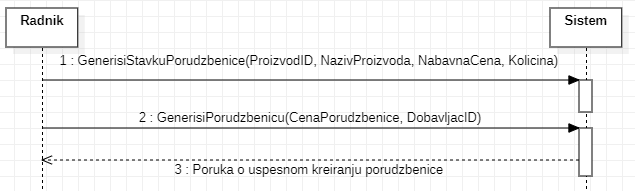 Radnik
Sistem
1 : GenerisiStavkuPorudzbenice(ProizvodID, NazivProizvoda, NabavnaCena, Kolicina)
2 : GenerisiPorudzbenicu(CenaPorudzbenice, DobavljacID)
3 : Poruka o uspesnom kreiranju porudzbenice